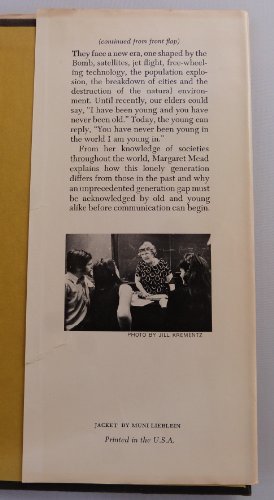 (continued from front flap)
They face a new era, one shaped by the
Bomb, satellites, jet flight, free-wheel-
ing technology, the population explo-
sion, the breakdown of cities and the
destruction of the natural environ-
ment. Until recently, our elders could
say, "I have been young and you have
never been old." Today, the young can
reply, "You have never been young in
the world I am young in."
From her knowledge of societies
throughout the world, Margaret Mead
explains how this lonely generation
differs from those in the past and why
an unprecedented generation gap must
be acknowledged by old and young
alike before communication can begin.
PHOTO BY JILL KREMENTZ
JACKET BY MUNI LIEBLEIN
Printed in the U.S.A.